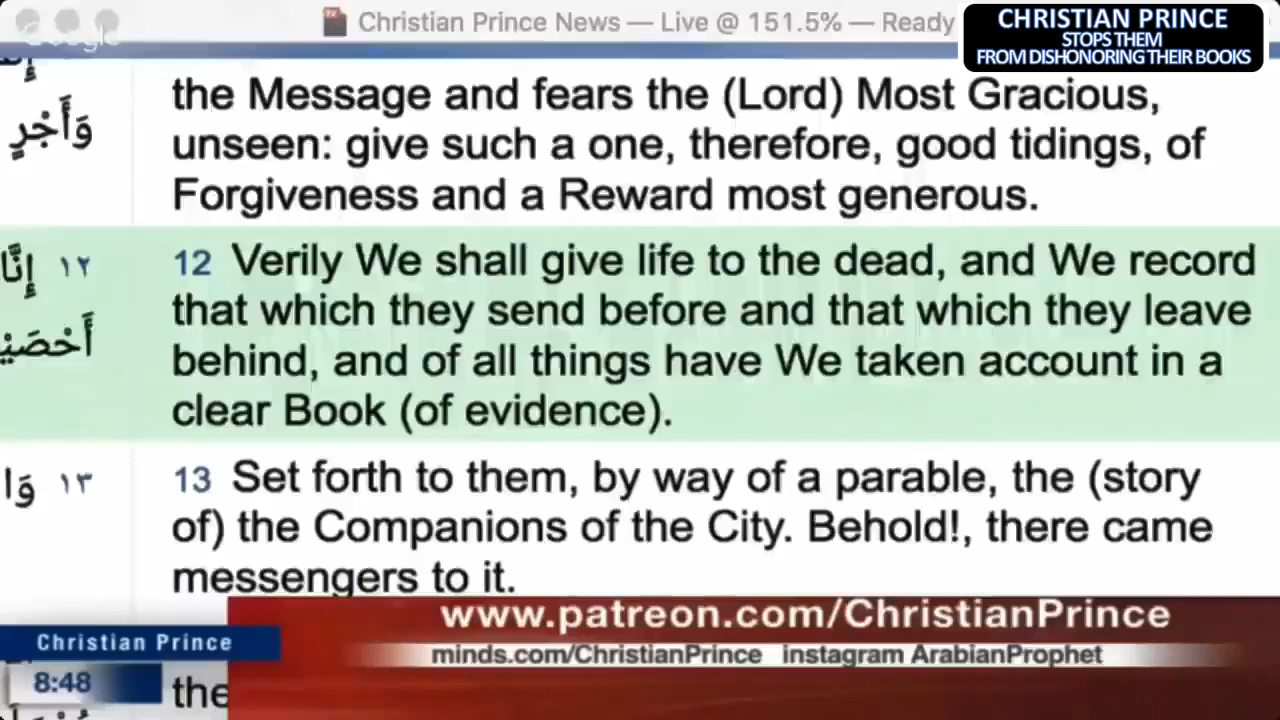 Christian Prince News — Live @ 151.5% — Ready
CHRISTIAN PRINCE
STOPS THEM
FROM DISHONORING THEIR BOOKS
Google
the Message and fears the (Lord) Most Gracious,
وَأَجْرٍ
unseen: give such a one, therefore, good tidings, of
Forgiveness and a Reward most generous.
١٢ إِنَّا
12 Verily We shall give life to the dead, and We record
that which they send before and that which they leave
behind, and of all things have We taken account in a
clear Book (of evidence).
١٣
13 Set forth to them, by way of a parable, the (story
of) the Companions of the City. Behold!, there came
messengers to it.
www.patreon.com/ChristianPrince
Christian Prince
minds.com/ChristianPrince instagram ArabianProphet
8:48
the